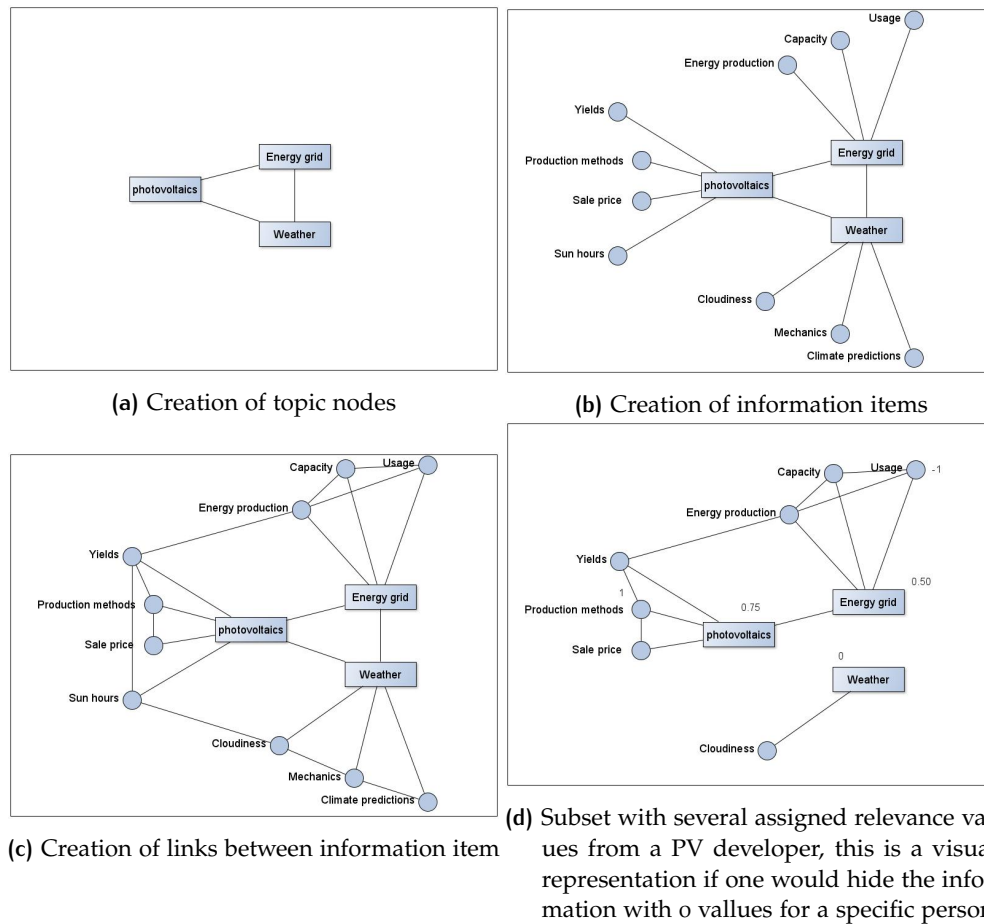 Energy grid
photovoltaics
Weather
(a) Creation of topic nodes
Usage
Capacity
Energy production
Yields
Production methods
Sale price
Sun hours
Energy grid
photovoltaics
Weather
Cloudiness
Mechanics
Climate predictions
(b) Creation of information items
Capacity
Usage
Energy production
Yields
Production methods
Sale price
Sun hours
Energy grid
photovoltaics
Weather
Cloudiness
Mechanics
Climate predictions
(c) Creation of links between information item
Capacity
Usage
-1
Energy production
Yields
1
Production methods
Sale price
0.75
photovoltaics
0.50
Energy grid
0
Weather
Cloudiness
(d) Subset with several assigned relevance va
ues from a PV developer, this is a visua
representation if one would hide the info
mation with 0 vallues for a specific person